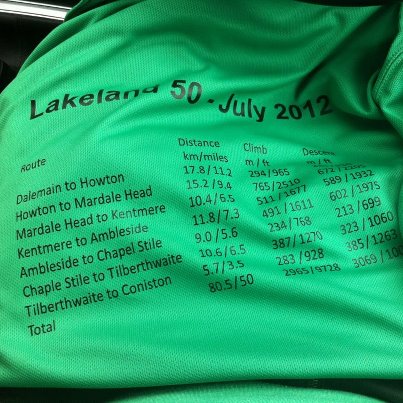 Lakeland 50 - July 2012
Route Distance Climb Descent
km/miles m / ft m / ft
Dalemain to Howton 17.8 / 11.2 294 / 965
Howton to Mardale Head 15.2 / 9.4 765 / 2510 672 /
Mardale Head to Kentmere 10.4 / 6.5 511 / 1677 589 / 1932
Kentmere to Ambleside 11.8 / 7.3 491 / 1611 602 / 1975
Ambleside to Chapel Stile 9.0 / 5.6 234 / 768 213 / 699
Chaple Stile to Tilberthwaite 10.6 / 6.5 387 / 1270 323 / 1060
Tilberthwaite to Coniston 5.7 / 3.5 283 / 928 385 / 1263
Total 80.5 / 50 2965 / 9728 3069 /